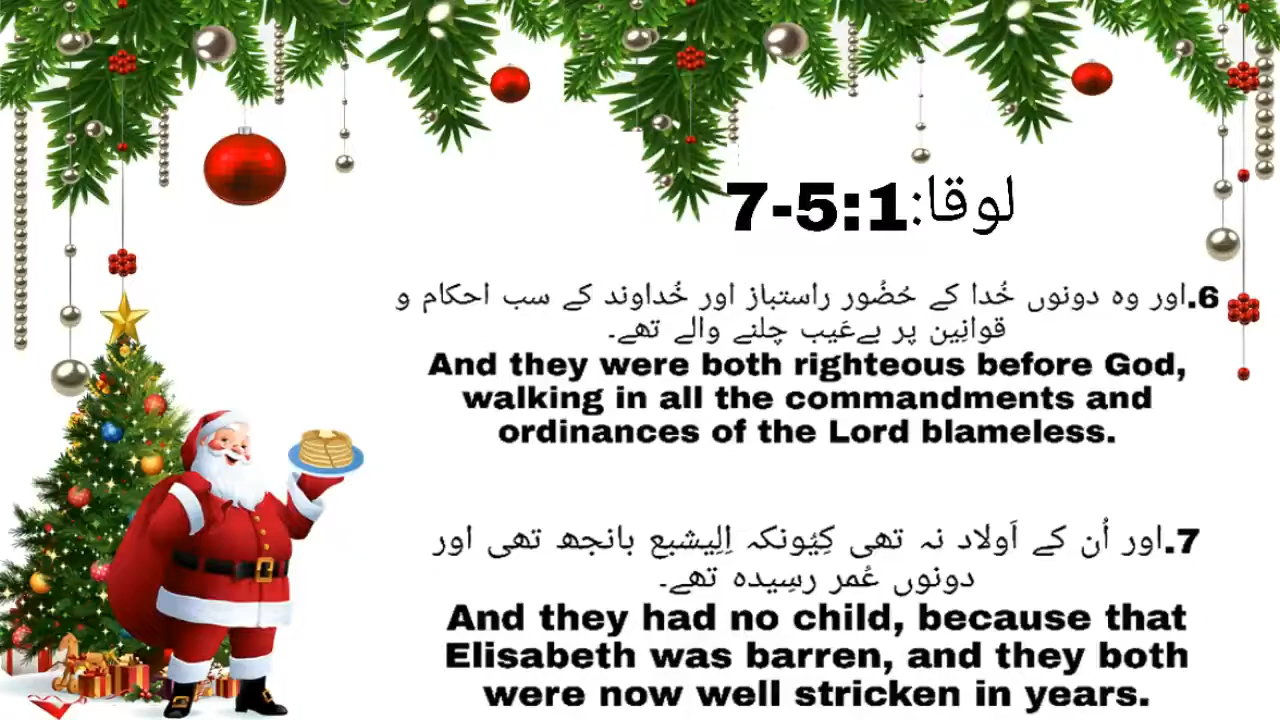 لوقا:1:5-7
6.اور وہ دونوں خُدا کے حُضُور راستباز اور خُداوند کے سب احکام و
قوانِین پر بےعَیب چلنے والے تھے۔
And they were both righteous before God,
walking in all the commandments and
ordinances of the Lord blameless.
7.اور اُن کے اَولاد نہ تھی کِیُونکہ اِلِیشبع بانجھ تھی اور
دونوں عُمر رسِیدہ تھے۔
And they had no child, because that
Elisabeth was barren, and they both
were now well stricken in years.